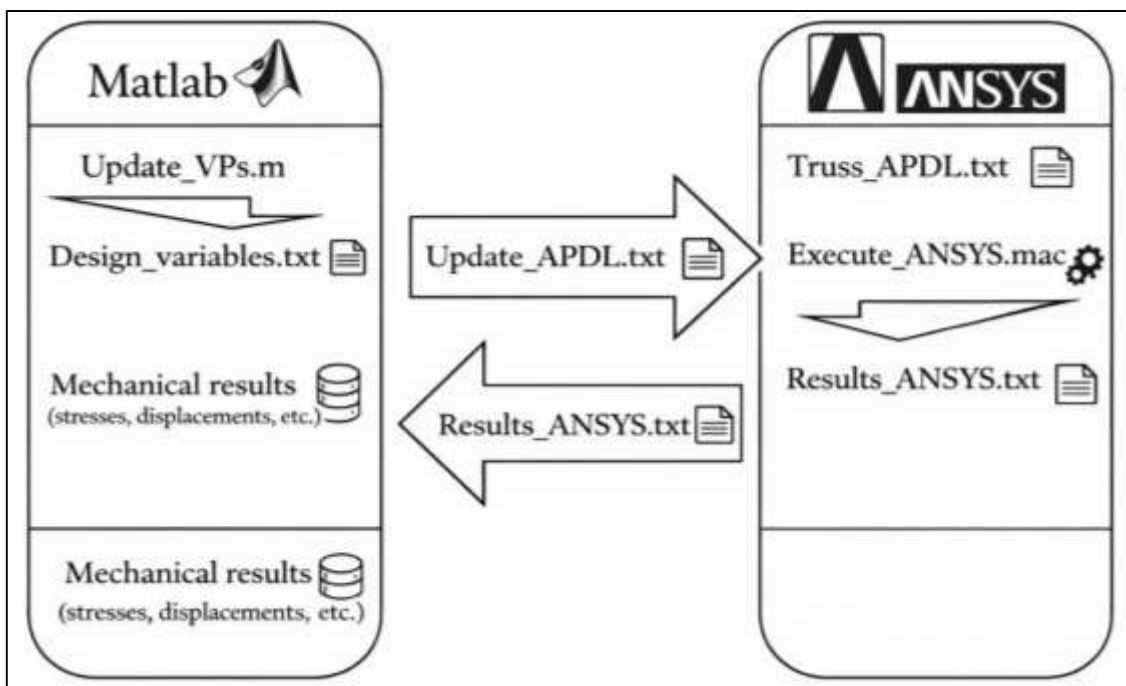 Matlab
Update_VPs.m
Design_variables.txt
Mechanical results
(stresses, displacements, etc.)
Mechanical results
(stresses, displacements, etc.)
Update_APDL.txt
Results_ANSYS.txt
ANSYS
Truss_APDL.txt
Execute_ANSYS.mac
Results_ANSYS.txt